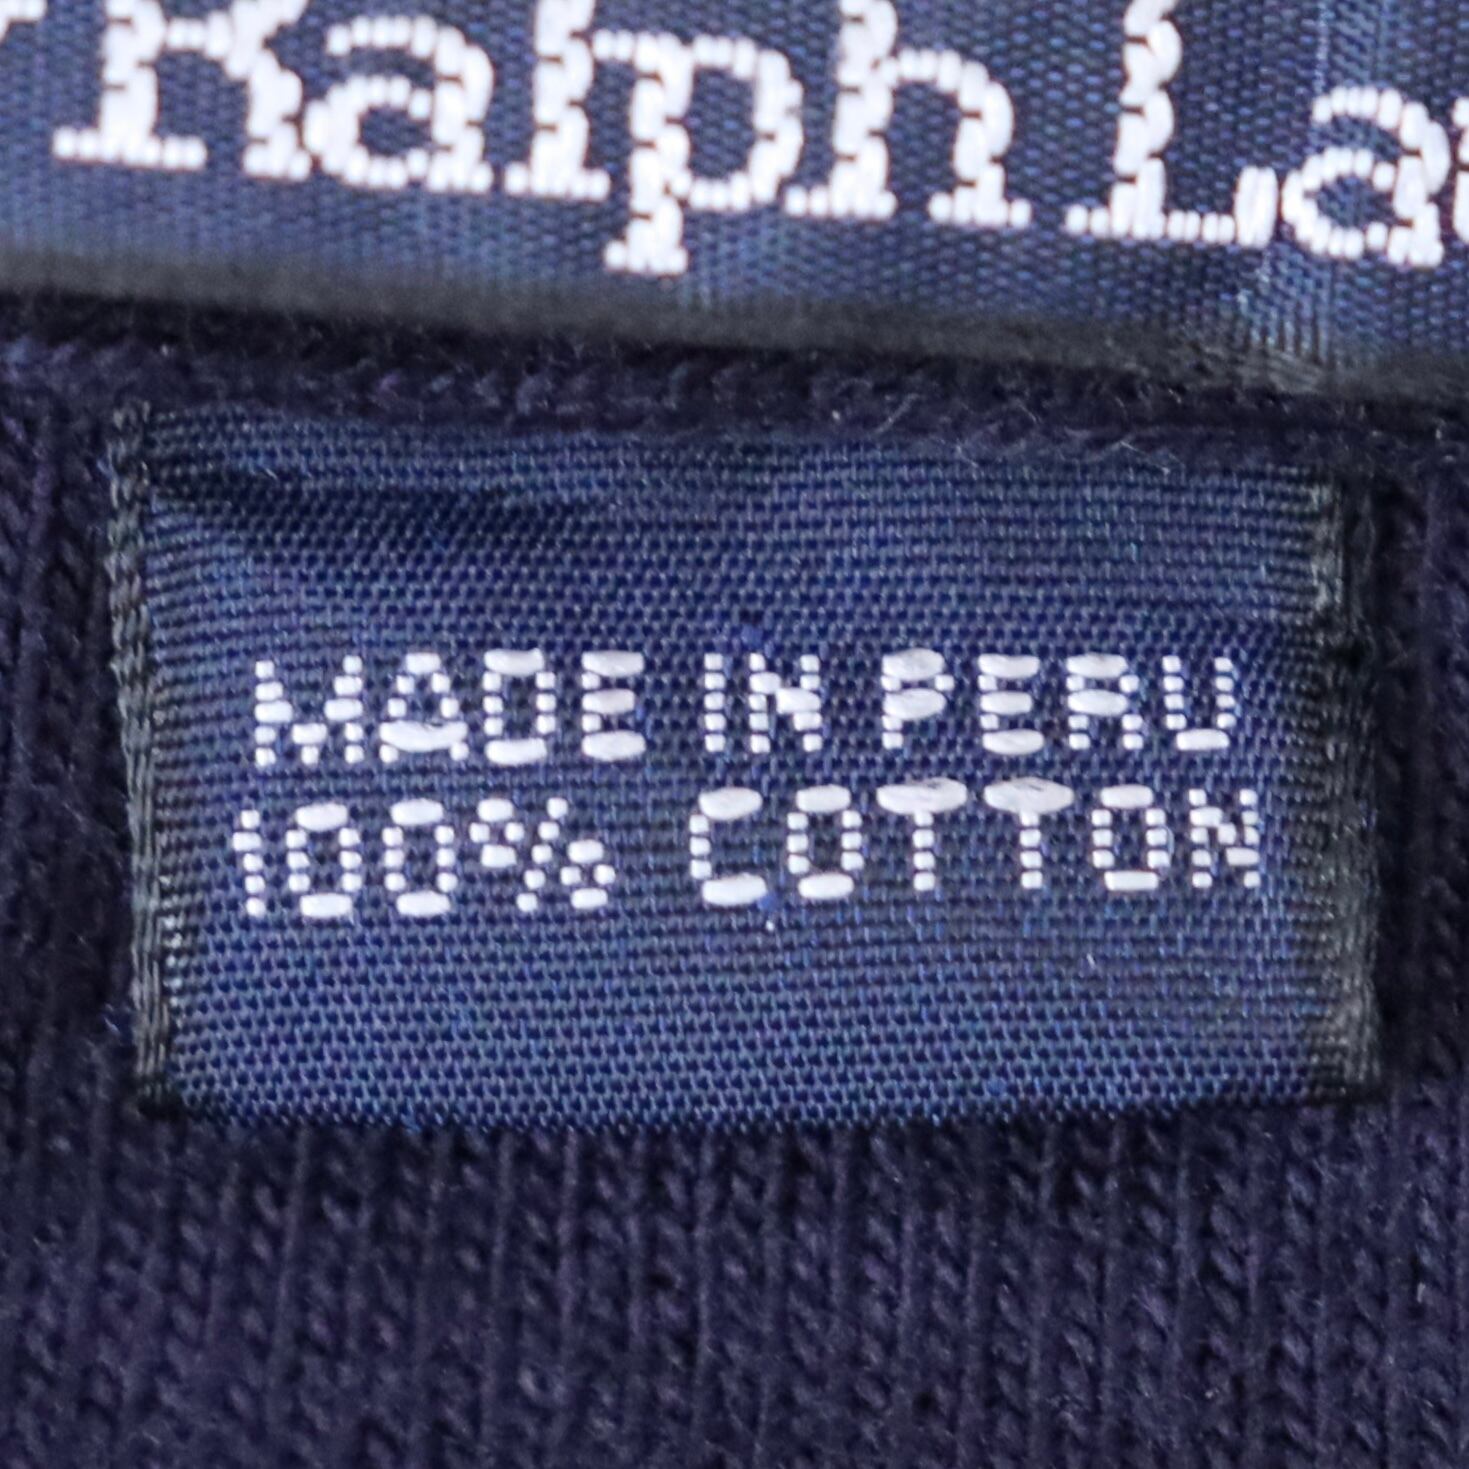 Ralph La
MADE IN PERU
100% COTTON